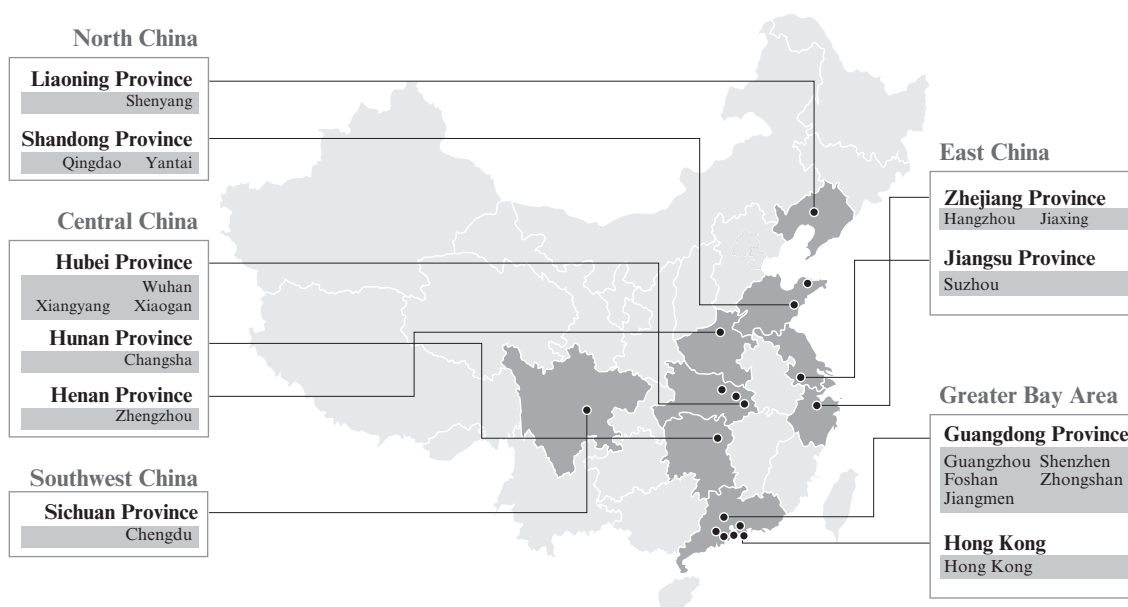 North China
Liaoning Province
Shenyang
Shandong Province
Qingdao Yantai
Central China
Hubei Province
Wuhan
Xiangyang Xiaogan
Hunan Province
Changsha
Henan Province
Zhengzhou
Southwest China
Sichuan Province
Chengdu
East China
Zhejiang Province
Hangzhou Jiaxing
Jiangsu Province
Suzhou
Greater Bay Area
Guangdong Province
Guangzhou Shenzhen
Foshan Zhongshan
Jiangmen
Hong Kong
Hong Kong